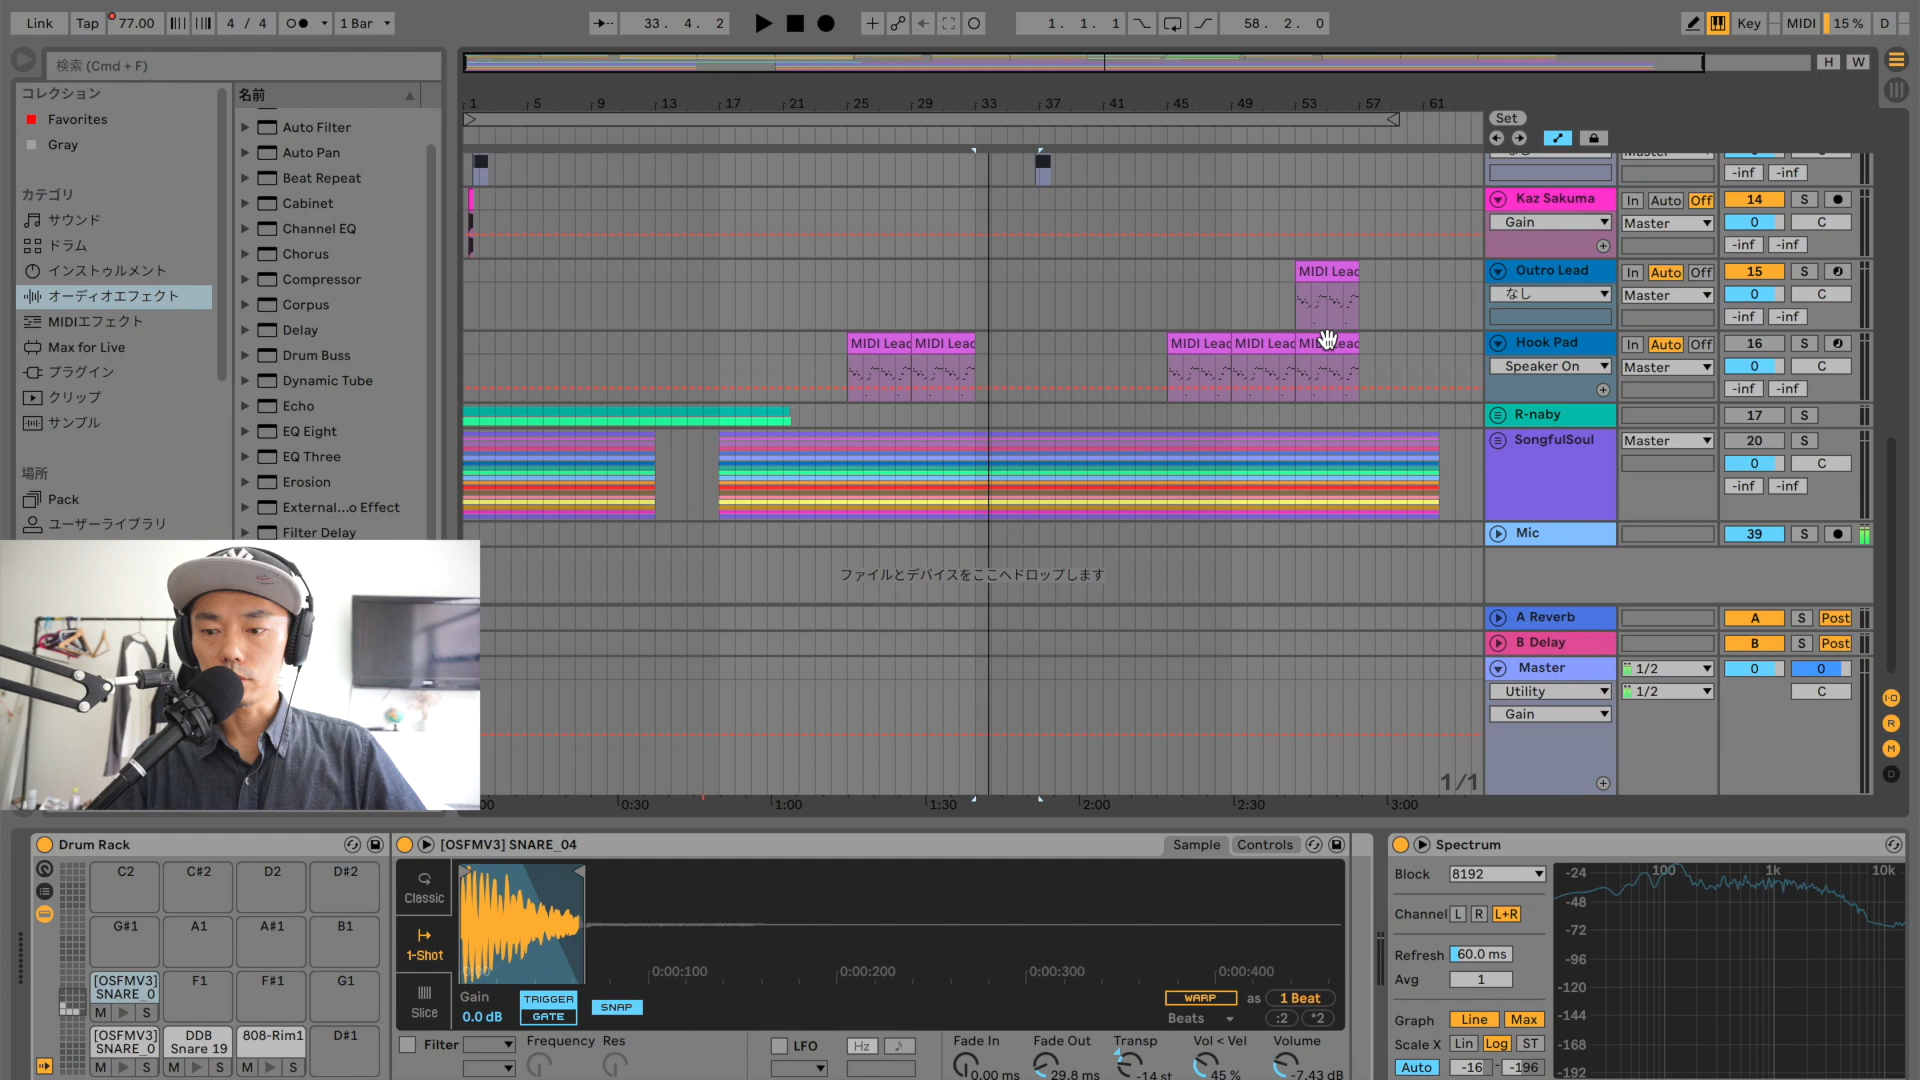 Link Tap 77.00 4 / 4 1 Bar 33. 4. 2 1. 1. 1 58. 2. 0 Key MIDI 15 % D
検索 (Cmd + F) H W
コレクション
Favorites
Gray
カテゴリ
サウンド
ドラム
インストゥルメント
オーディオエフェクト
MIDIエフェクト
Max for Live
プラグイン
クリップ
サンプル
場所
Pack
ユーザーライブラリ
名前
Auto Filter
Auto Pan
Beat Repeat
Cabinet
Channel EQ
Chorus
Compressor
Corpus
Delay
Drum Buss
Dynamic Tube
Echo
EQ Eight
EQ Three
Erosion
External...o Effect
Filter Delay
1 5 9 13 17 21 25 29 33 37 41 45 49 53 57 61
Set
Master
-inf -inf
Kaz Sakuma In Auto Off 14 S
Gain Master 0 C
-inf -inf
MIDI Leac
Outro Lead In Auto Off 15 S
なし Master 0 C
-inf -inf
MIDI Leac MIDI Leac MIDI Leac MIDI Leac
Hook Pad In Auto Off 16 S
Speaker On Master 0 C
-inf -inf
R-naby 17 S
SongfulSoul Master 20 S
0 C
-inf -inf
Mic 39 S
ファイルとデバイスをここへドロップします
A Reverb A S Post
B Delay B S Post
Master 1/2 0 0
Utility 1/2 C
Gain
1/1
0:30 1:00 1:30 2:00 2:30 3:00
I·O
R
M
D
Drum Rack
C2 C#2 D2 D#2
G#1 A1 A#1 B1
[OSFMV3] SNARE_0 F1 F#1 G1
M S
[OSFMV3] SNARE_0 DDB Snare 19 808-Rim1 D#1
M S M S M S
[OSFMV3] SNARE_04 Sample Controls
Classic
1-Shot
Slice
0:00:100 0:00:200 0:00:300 0:00:400
Gain
0.0 dB
TRIGGER
GATE
SNAP
WARP as 1 Beat
Beats :2 *2
Filter Frequency Res LFO Hz
Fade In Fade Out Transp Vol < Vel Volume
0.00 ms 29.8 ms -14 st 45 % -7.43 dB
Spectrum
Block 8192
Channel L R L+R
Refresh 60.0 ms
Avg 1
Graph Line Max
Scale X Lin Log ST
Auto -16 - -196
100 1k 10k
-24
-48
-72
-96
-120
-144
-168
-192